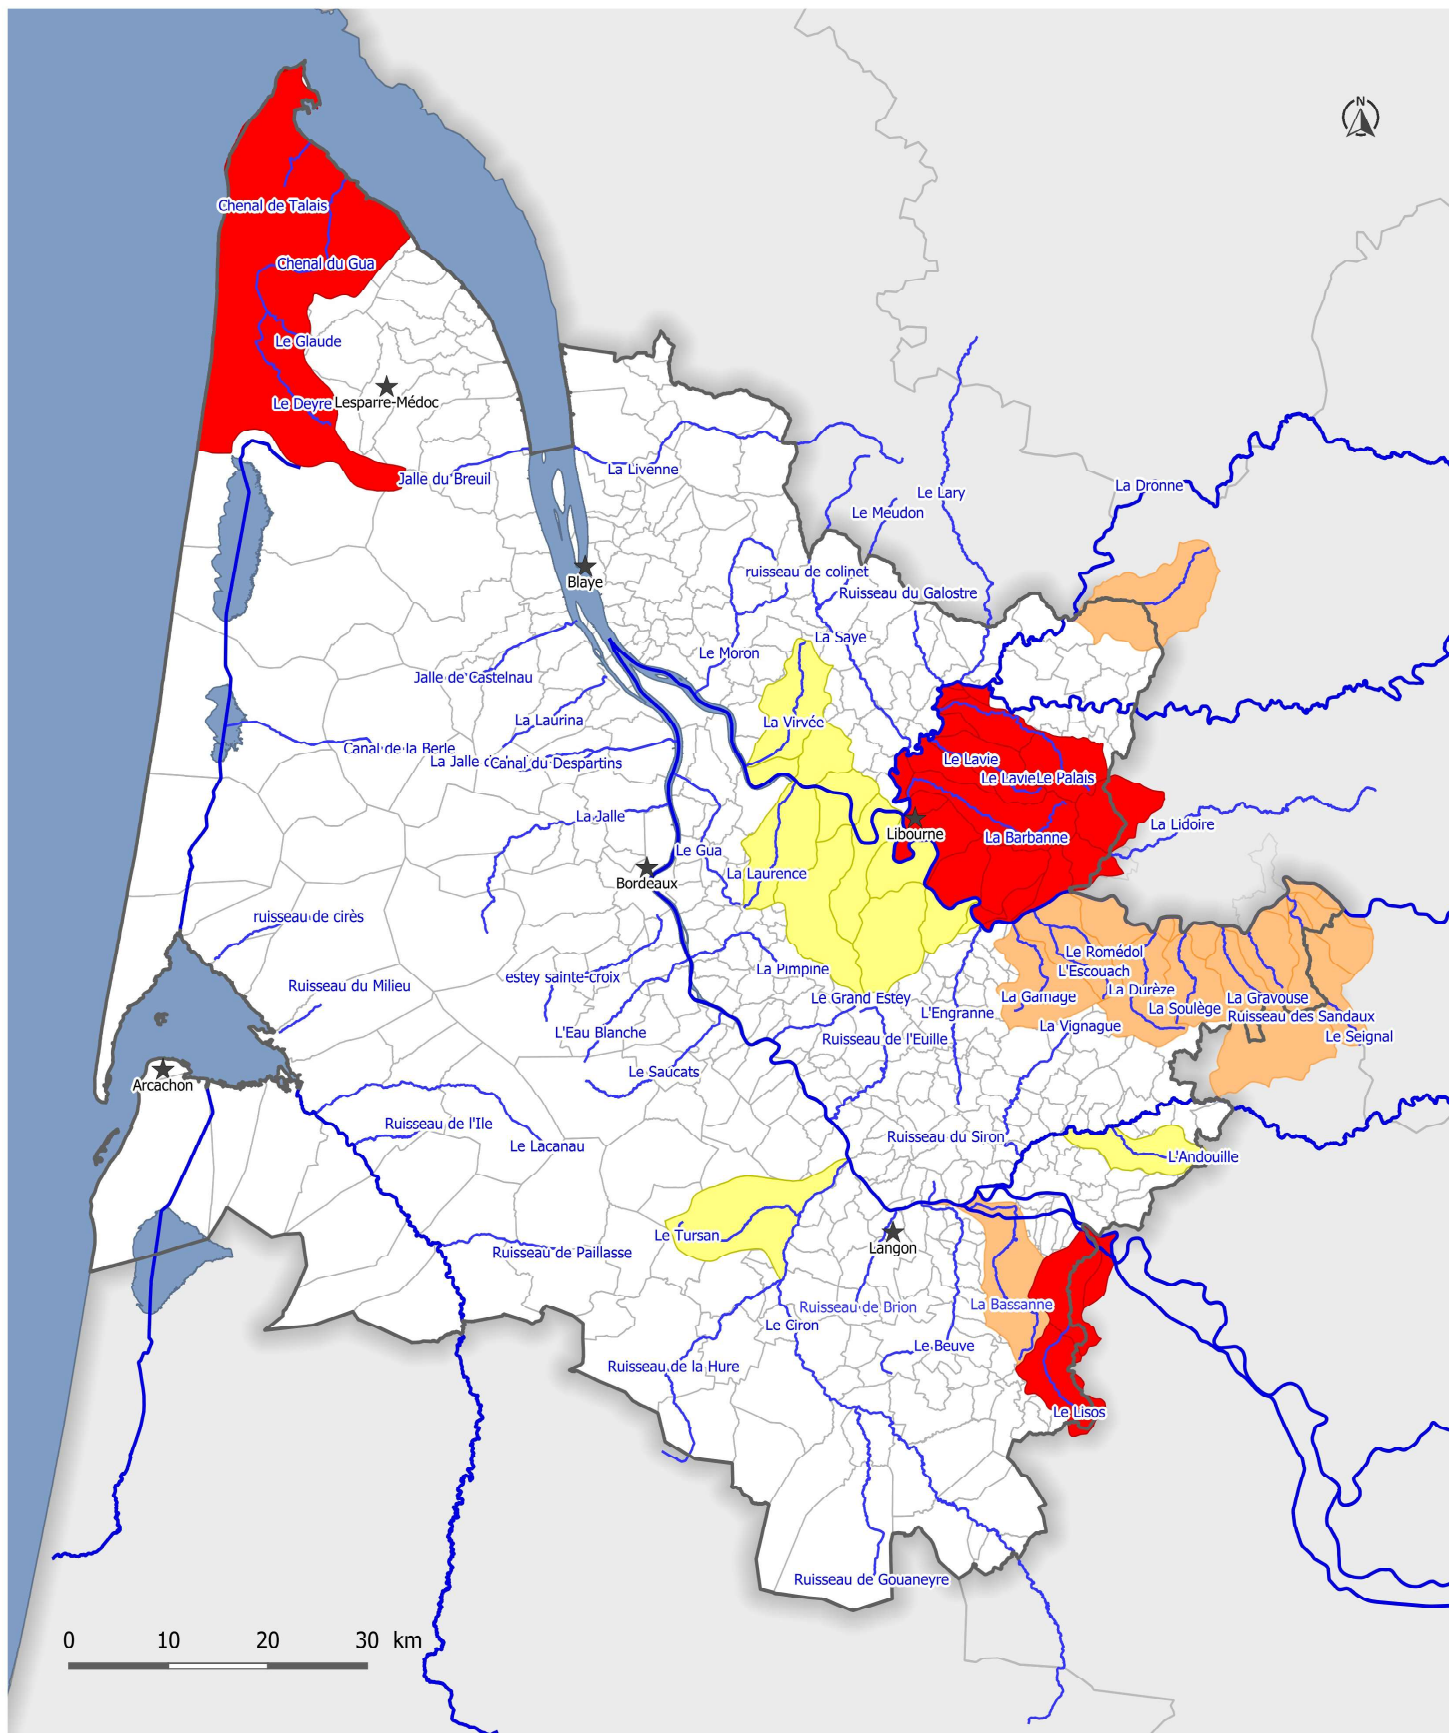 N
Chenal de Talais
Chenal du Gua
Le Glaude
Le Deyre
Lesparre-Médoc
Jalle du Breuil
La Livenne
La Dronne
Le Lary
Le Meudon
Blaye
ruisseau de colinet
Ruisseau du Galostre
La Saye
Le Moron
Jalle de Castelnau
La Laurina
La Virvée
Canal de la Berle
La Jalle
Canal du Despartins
Le Lavie
Le Lavie
Le Palais
La Jalle
La Lidoire
Libourne
La Barbanne
Le Gua
La Laurence
Bordeaux
ruisseau de cirès
Le Romédol
L'Escouach
La Pimpine
estey sainte-croix
Ruisseau du Milieu
La Durèze
La Gamage
La Gravouse
Le Grand Estey
La Soulège
L'Engranne
Ruisseau des Sandaux
La Vignague
L'Eau Blanche
Ruisseau de l'Euille
Le Seignal
Le Saucats
Arcachon
Ruisseau de l'Ile
Ruisseau du Siron
Le Lacanau
L'Andouille
Le Tursan
Langon
Ruisseau de Paillasse
La Bassanne
Ruisseau de Brion
Le Ciron
Le Beuve
Ruisseau de la Hure
Le Lisos
Ruisseau de Gouaneyre
0 10 20 30 km